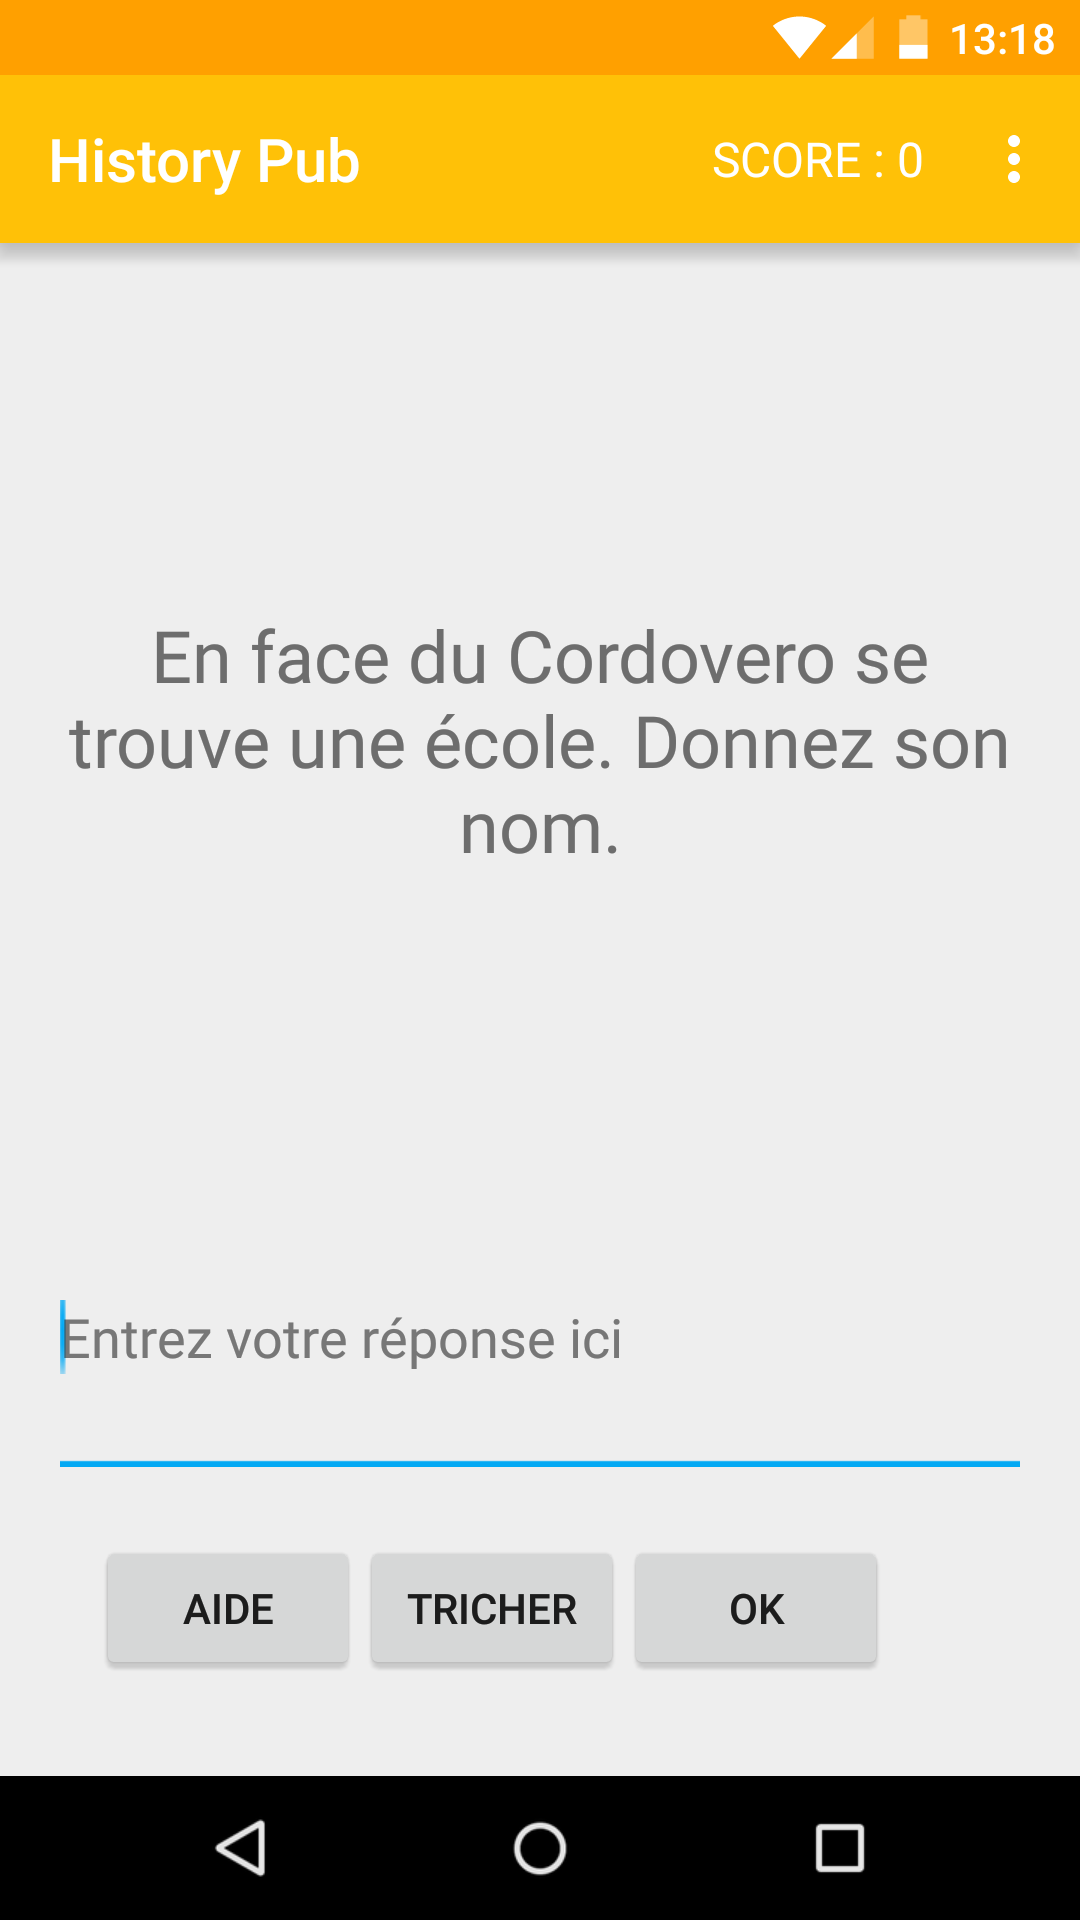 13:18
History Pub
SCORE : 0
En face du Cordovero se
trouve une école. Donnez son
nom.
Entrez votre réponse ici
AIDE
TRICHER
OK